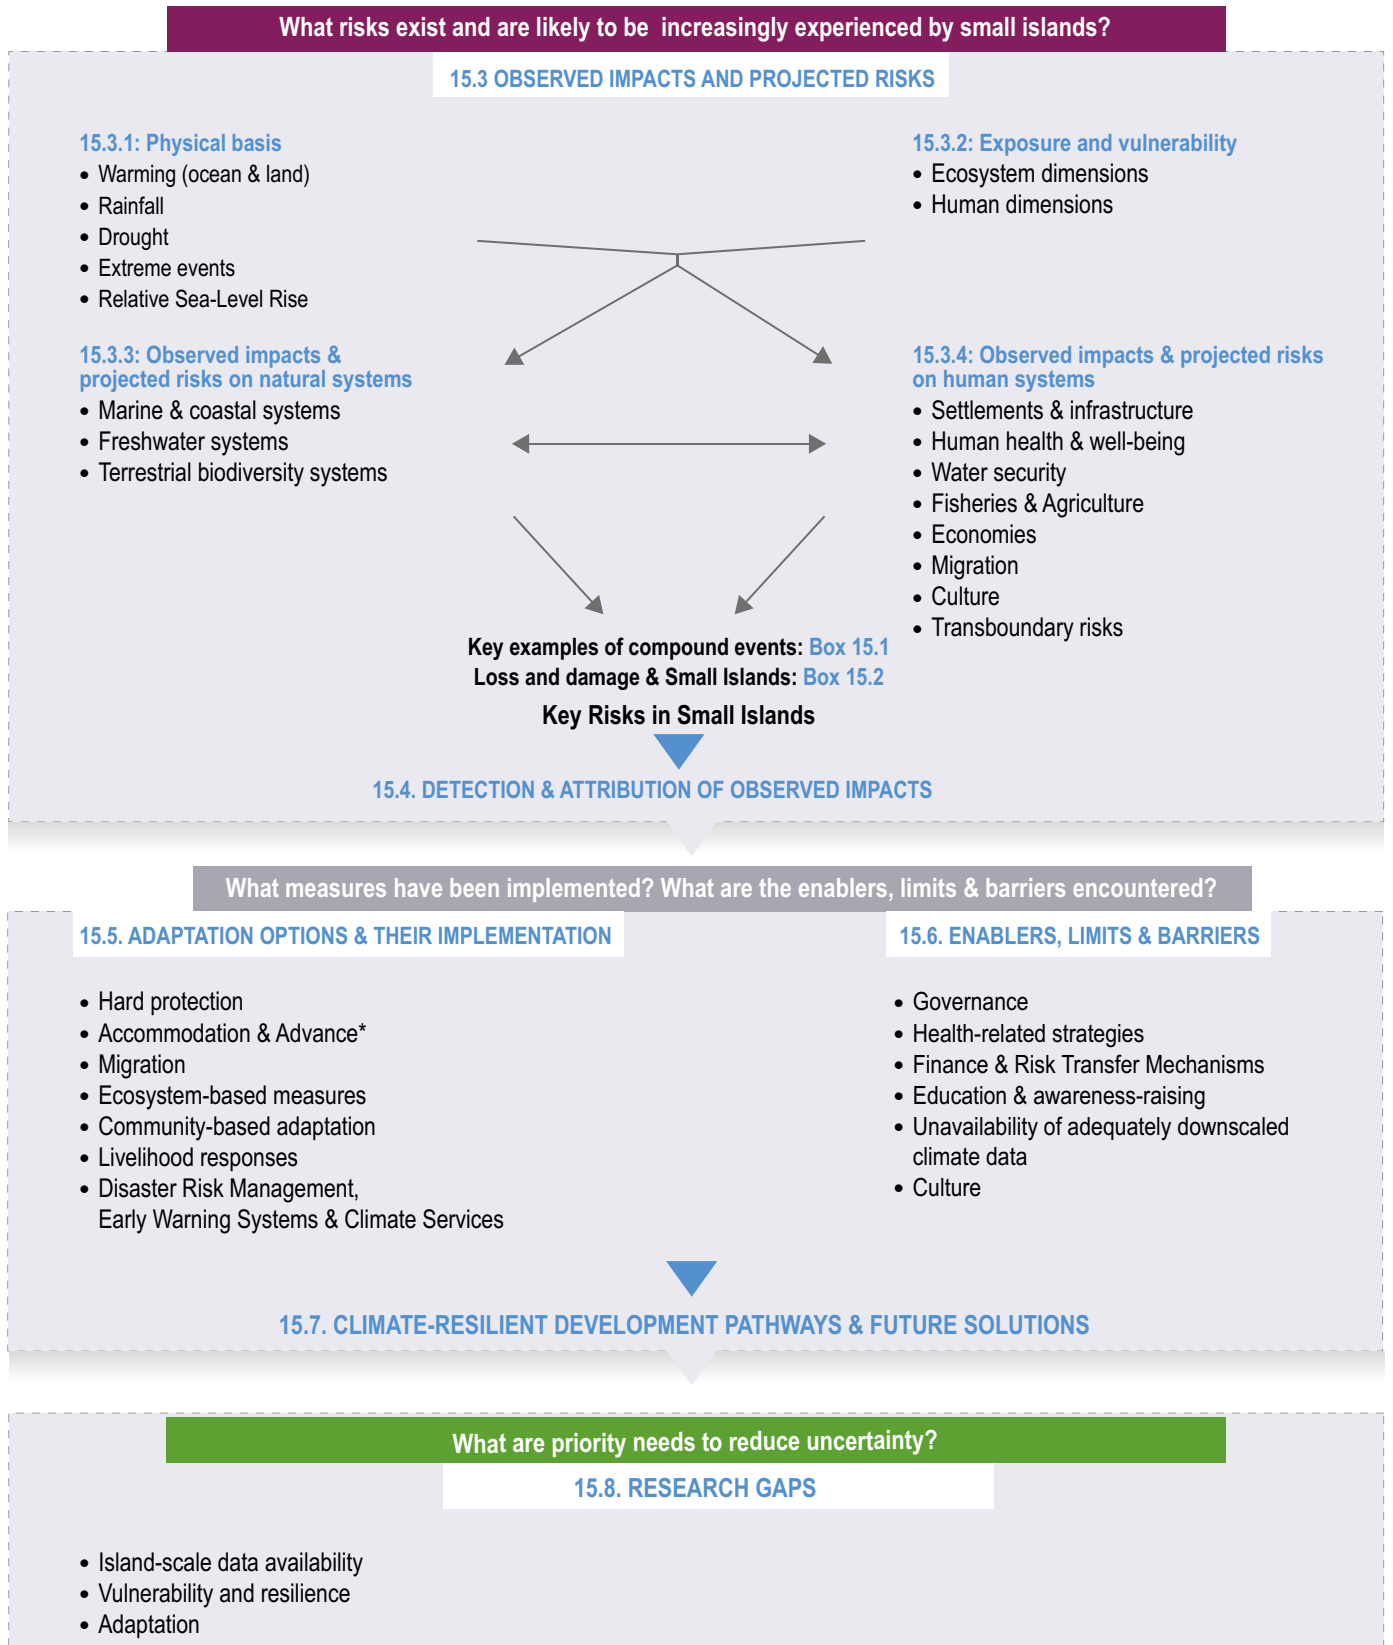 What risks exist and are likely to be increasingly experienced by small islands?
15.3 OBSERVED IMPACTS AND PROJECTED RISKS
15.3.1: Physical basis
• Warming (ocean & land)
• Rainfall
• Drought
• Extreme events
• Relative Sea-Level Rise
15.3.2: Exposure and vulnerability
• Ecosystem dimensions
• Human dimensions
15.3.3: Observed impacts &
projected risks on natural systems
• Marine & coastal systems
• Freshwater systems
• Terrestrial biodiversity systems
15.3.4: Observed impacts & projected risks
on human systems
• Settlements & infrastructure
• Human health & well-being
• Water security
• Fisheries & Agriculture
• Economies
• Migration
• Culture
• Transboundary risks
Key examples of compound events: Box 15.1
Loss and damage & Small Islands: Box 15.2
Key Risks in Small Islands
15.4. DETECTION & ATTRIBUTION OF OBSERVED IMPACTS
What measures have been implemented? What are the enablers, limits & barriers encountered?
15.5. ADAPTATION OPTIONS & THEIR IMPLEMENTATION
• Hard protection
• Accommodation & Advance*
• Migration
• Ecosystem-based measures
• Community-based adaptation
• Livelihood responses
• Disaster Risk Management,
Early Warning Systems & Climate Services
15.6. ENABLERS, LIMITS & BARRIERS
• Governance
• Health-related strategies
• Finance & Risk Transfer Mechanisms
• Education & awareness-raising
• Unavailability of adequately downscaled
climate data
• Culture
15.7. CLIMATE-RESILIENT DEVELOPMENT PATHWAYS & FUTURE SOLUTIONS
What are priority needs to reduce uncertainty?
15.8. RESEARCH GAPS
• Island-scale data availability
• Vulnerability and resilience
• Adaptation